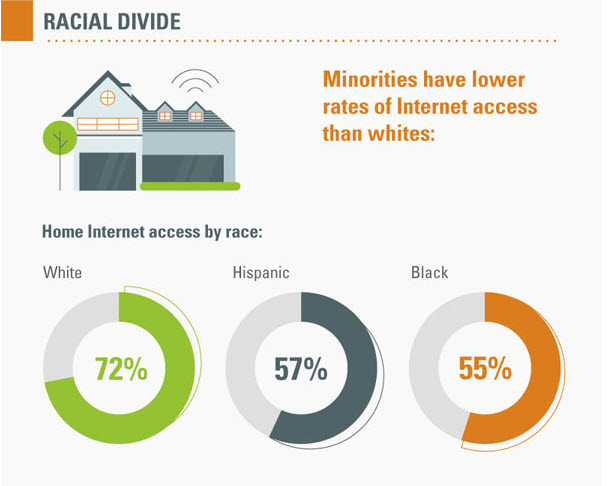 RACIAL DIVIDE
Minorities have lower
rates of Internet access
than whites:
Home Internet access by race:
White
Hispanic
Black
72%
57%
55%